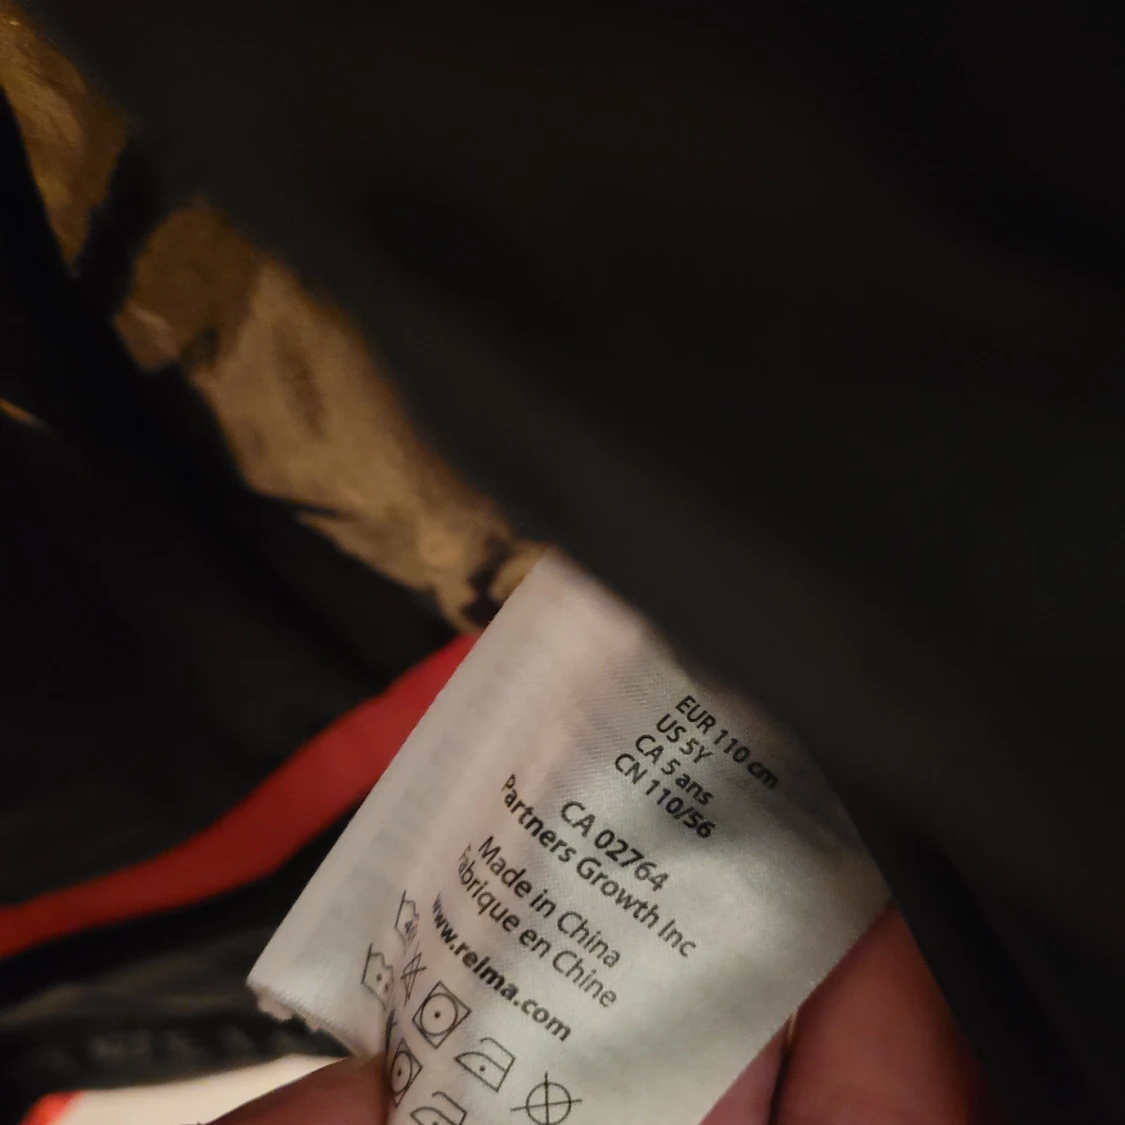 EUR 110 cm
US 5Y
CA 5 ans
CN 110/56
CA 02764
Partners Growth Inc
Made in China
Fabrique en Chine
www.reima.com
40